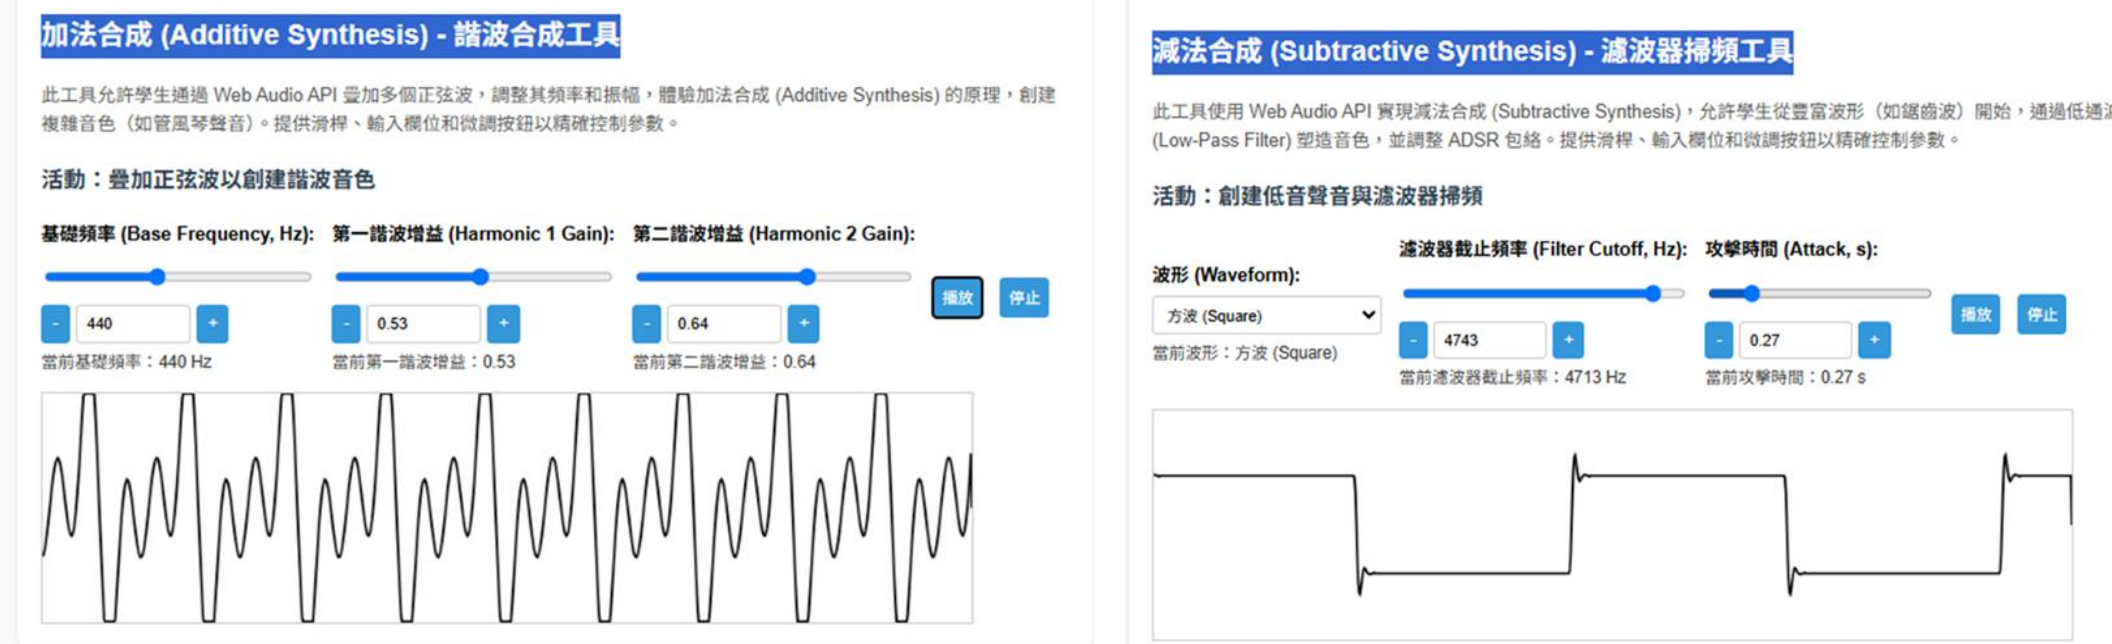 加法合成 (Additive Synthesis) - 諧波合成工具
此工具允許學生通過 Web Audio API 疊加多個正弦波，調整其頻率和振幅，體驗加法合成 (Additive Synthesis) 的原理，創建
複雜音色（如管風琴聲音）。提供滑桿、輸入欄位和微調按鈕以精確控制參數。
活動：疊加正弦波以創建諧波音色
基礎頻率 (Base Frequency, Hz): 第一諧波增益 (Harmonic 1 Gain): 第二諧波增益 (Harmonic 2 Gain):
- 440 + - 0.53 + - 0.64 + 播放 停止
當前基礎頻率：440 Hz 當前第一諧波增益：0.53 當前第二諧波增益：0.64
減法合成 (Subtractive Synthesis) - 濾波器掃頻工具
此工具使用 Web Audio API 實現減法合成 (Subtractive Synthesis)，允許學生從豐富波形（如鋸齒波）開始，通過低通濾
(Low-Pass Filter) 塑造音色，並調整 ADSR 包絡。提供滑桿、輸入欄位和微調按鈕以精確控制參數。
活動：創建低音聲音與濾波器掃頻
波形 (Waveform): 濾波器截止頻率 (Filter Cutoff, Hz): 攻擊時間 (Attack, s):
方波 (Square) - 4743 + - 0.27 + 播放 停止
當前波形：方波 (Square) 當前濾波器截止頻率：4713 Hz 當前攻擊時間：0.27 s